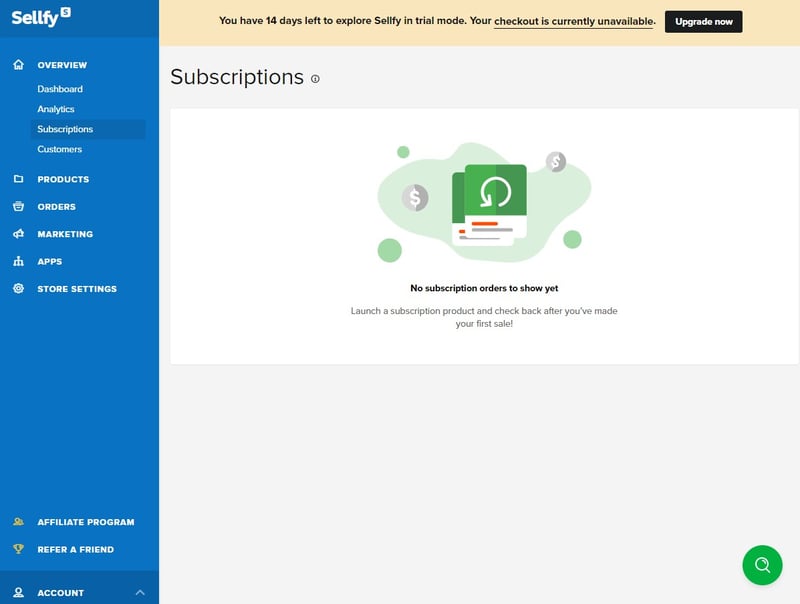 Sellfy S
You have 14 days left to explore Sellfy in trial mode. Your checkout is currently unavailable. Upgrade now
OVERVIEW
Dashboard
Analytics
Subscriptions
Customers
PRODUCTS
ORDERS
MARKETING
APPS
STORE SETTINGS
AFFILIATE PROGRAM
REFER A FRIEND
ACCOUNT
Subscriptions
$
$
No subscription orders to show yet
Launch a subscription product and check back after you've made
your first sale!